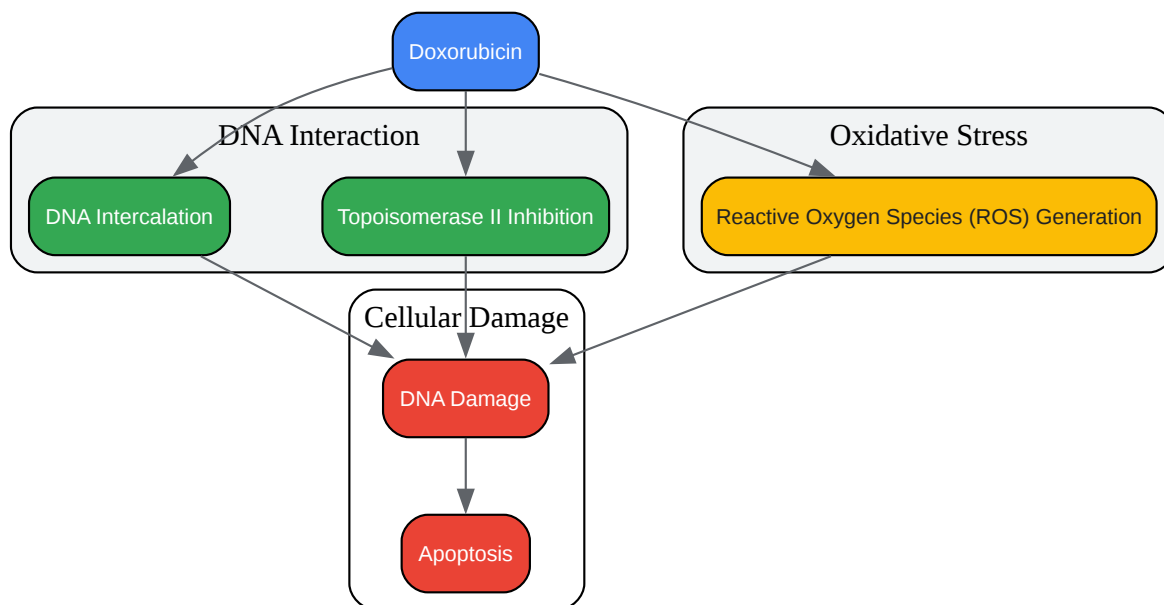 Doxorubicin
DNA Interaction
Oxidative Stress
DNA Intercalation
Topoisomerase II Inhibition
Reactive Oxygen Species (ROS) Generation
Cellular Damage
DNA Damage
Apoptosis